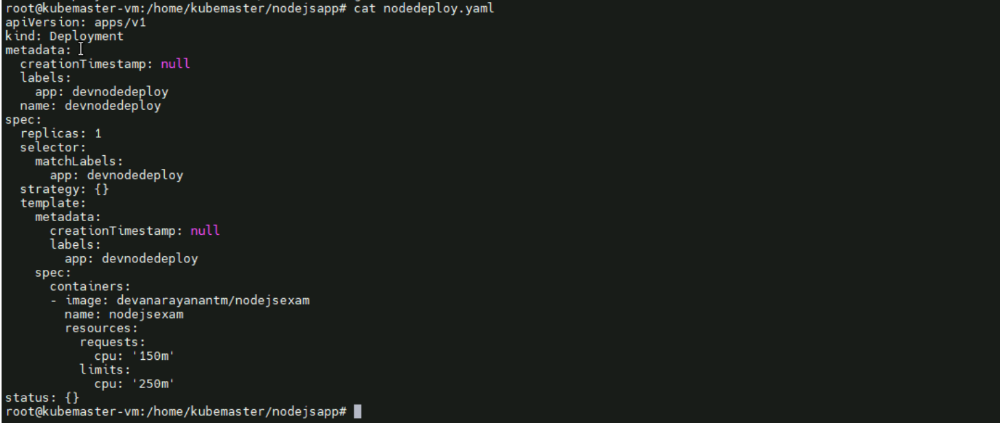 root@kubemaster-vm:/home/kubemaster/nodejsapp# cat nodedeploy.yaml
apiVersion: apps/v1
kind: Deployment
metadata:
  creationTimestamp: null
  labels:
    app: devnodedeploy
  name: devnodedeploy
spec:
  replicas: 1
  selector:
    matchLabels:
      app: devnodedeploy
  strategy: {}
  template:
    metadata:
      creationTimestamp: null
      labels:
        app: devnodedeploy
    spec:
      containers:
      - image: devanarayanantm/nodejsexam
        name: nodejsexam
        resources:
          requests:
            cpu: '150m'
          limits:
            cpu: '250m'
status: {}
root@kubemaster-vm:/home/kubemaster/nodejsapp#